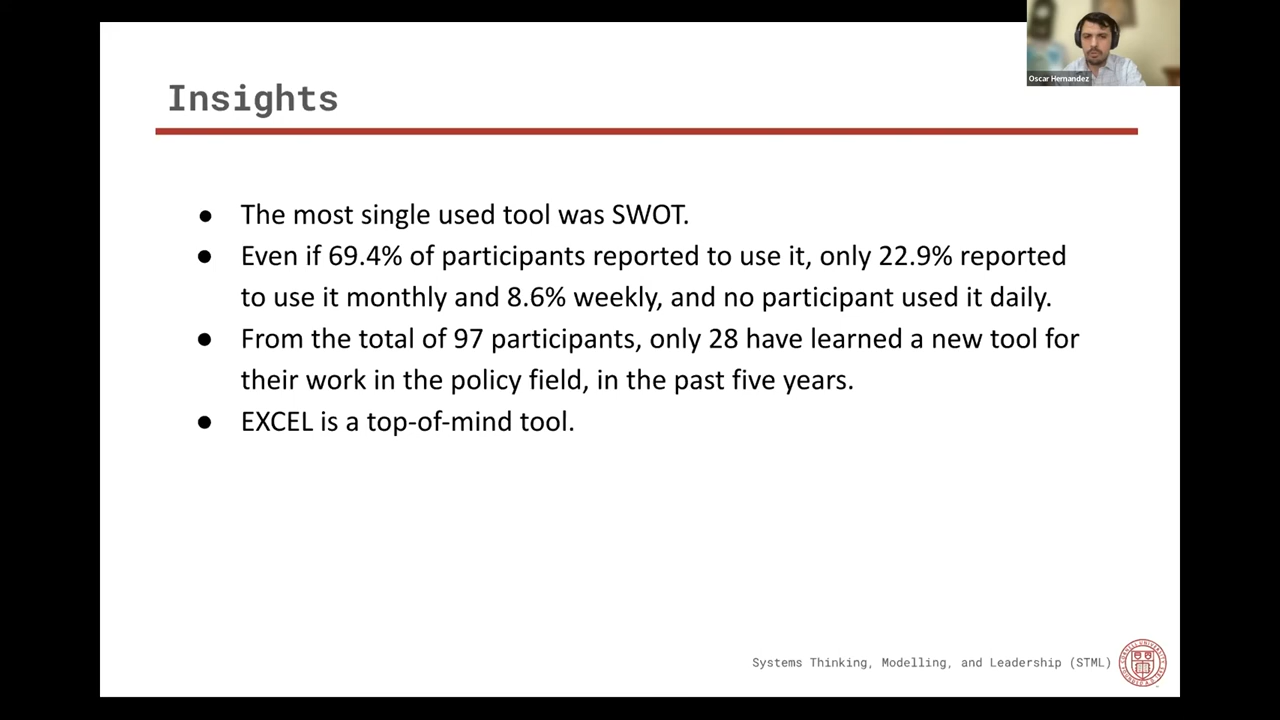 Oscar Hernandez
Insights
● The most single used tool was SWOT.
● Even if 69.4% of participants reported to use it, only 22.9% reported
to use it monthly and 8.6% weekly, and no participant used it daily.
● From the total of 97 participants, only 28 have learned a new tool for
their work in the policy field, in the past five years.
● EXCEL is a top-of-mind tool.
Systems Thinking, Modelling, and Leadership (STML)